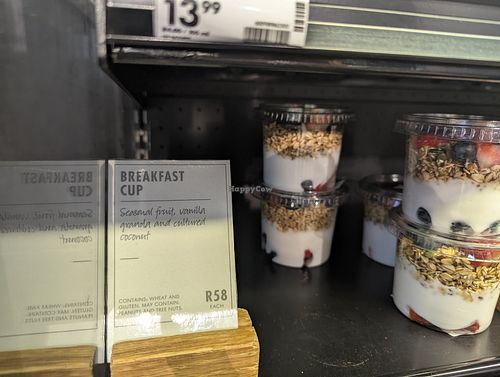 13 99
BREAKFAST
CUP
Seasonal fruit, vanilla
granola and cultured
coconut
CONTAINS: WHEAT AND
GLUTEN. MAY CONTAIN:
PEANUTS AND TREE NUTS.
R58
EACH
HappyCow